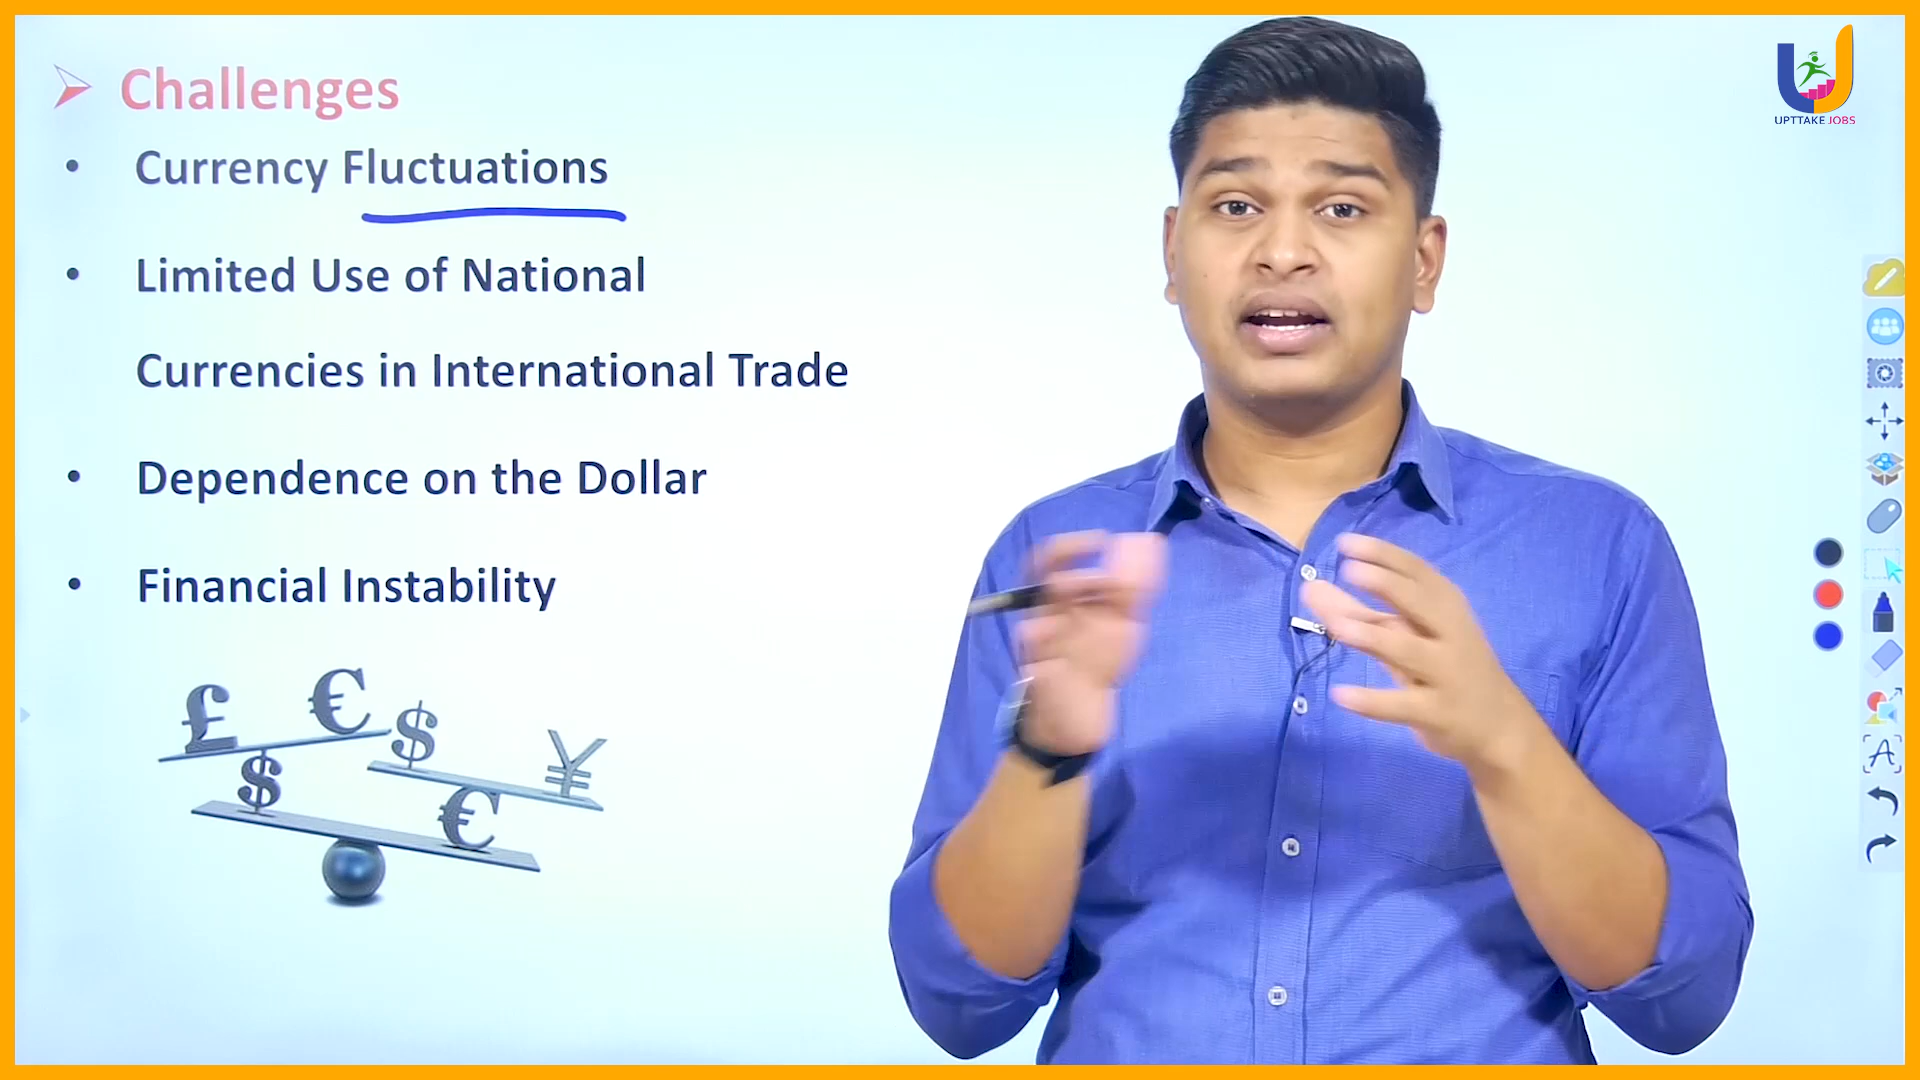 Challenges
• Currency Fluctuations
• Limited Use of National
Currencies in International Trade
• Dependence on the Dollar
• Financial Instability
£ € $ ¥
$ €
UPTTAKE JOBS
A